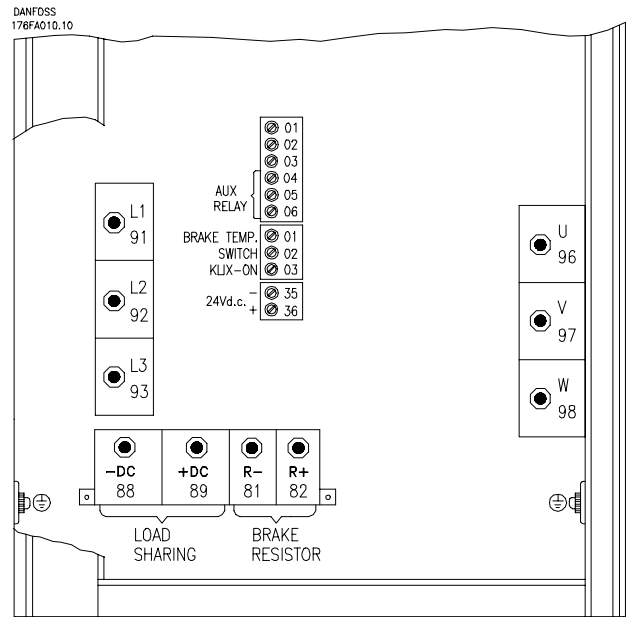 DANFOSS
176FA010.10
01
02
03
04
05
06
AUX
RELAY
L1
91
L2
92
L3
93
BRAKE TEMP. 01
SWITCH 02
KLIX-ON 03
24Vd.c.
- 35
+ 36
U
96
V
97
W
98
-DC
88
+DC
89
R-
81
R+
82
LOAD
SHARING
BRAKE
RESISTOR